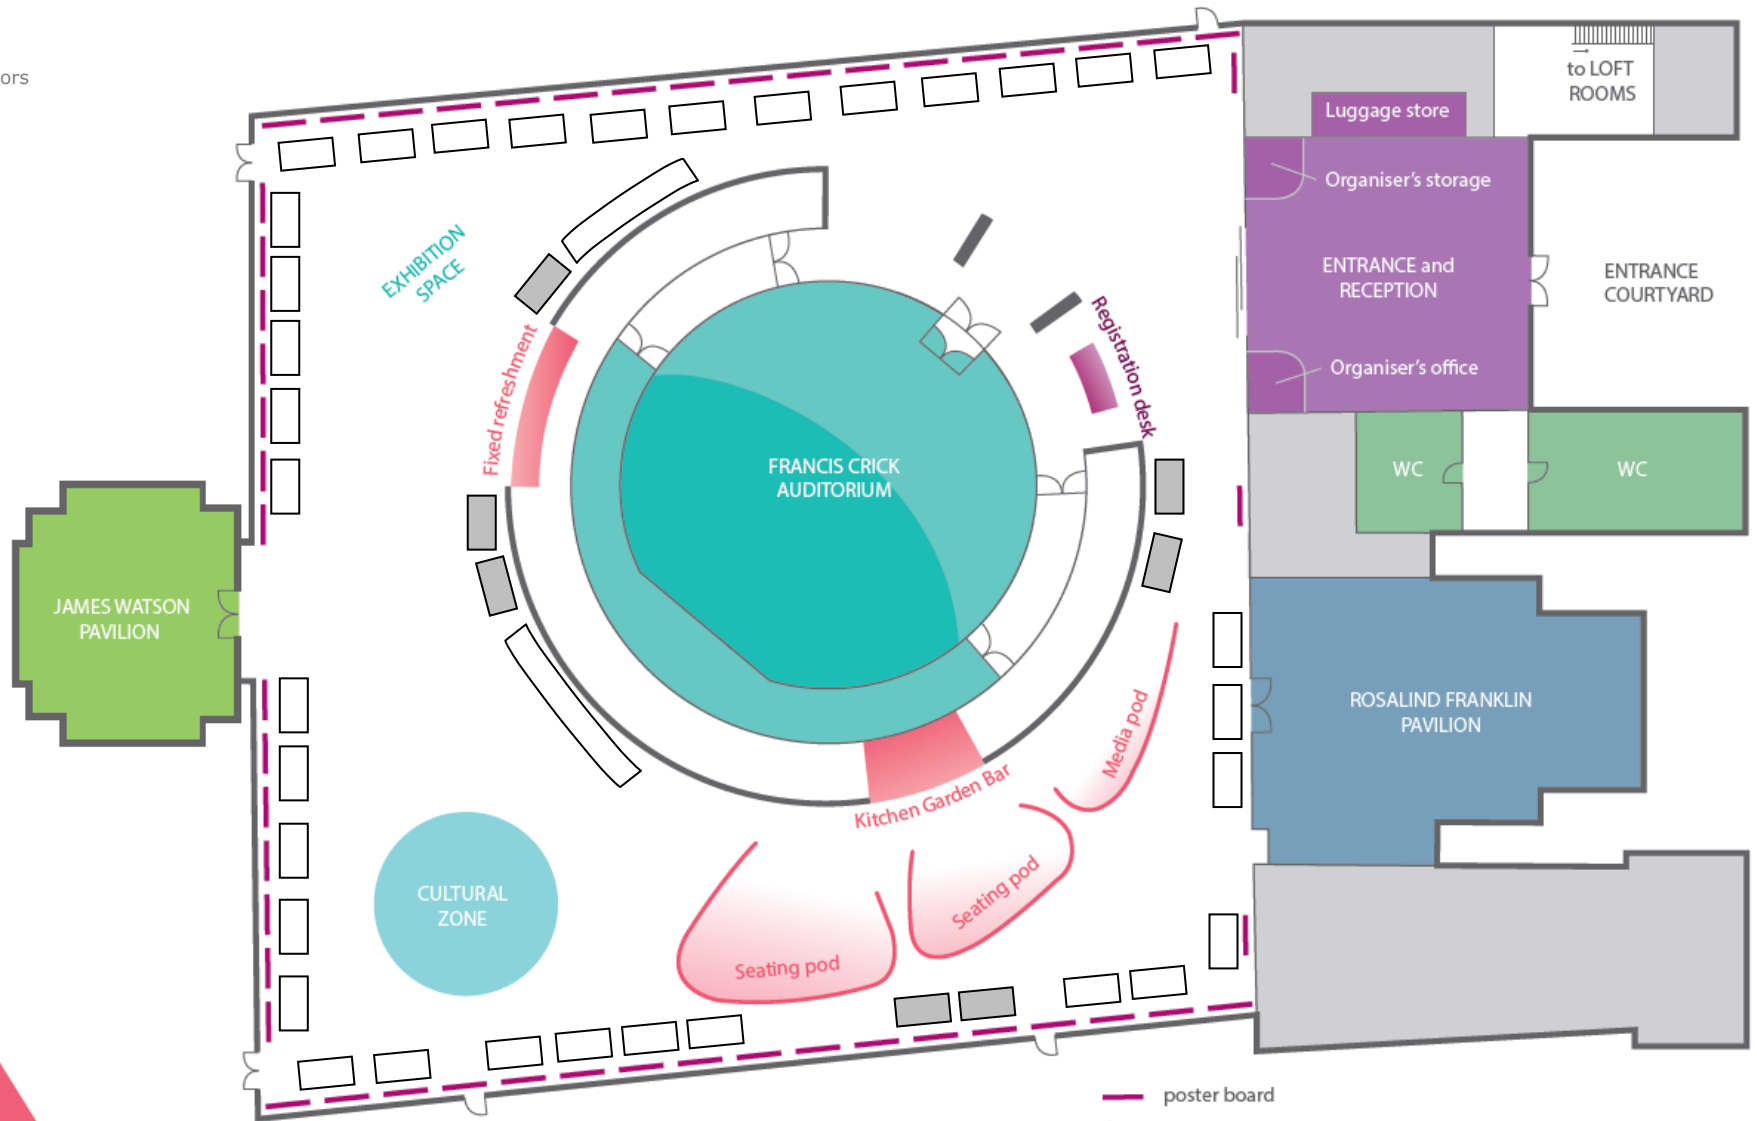 ors
to LOFT
ROOMS
Luggage store
Organiser's storage
EXHIBITION
SPACE
ENTRANCE and
RECEPTION
ENTRANCE
COURTYARD
Registration desk
Fixed refreshment
Organiser's office
FRANCIS CRICK
AUDITORIUM
WC
WC
JAMES WATSON
PAVILION
ROSALIND FRANKLIN
PAVILION
Media pod
Kitchen Garden Bar
CULTURAL
ZONE
Seating pod
Seating pod
poster board